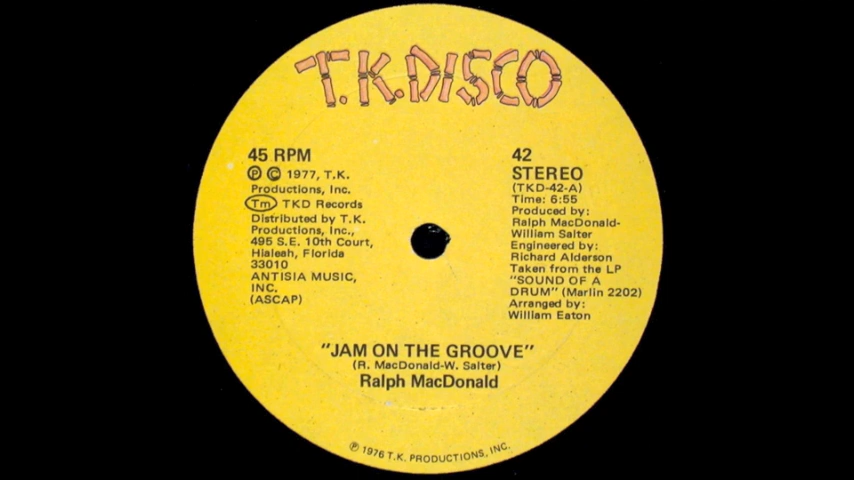 T.K.DISCO
45 RPM
Ⓟ © 1977, T.K.
Productions, Inc.
Tm TKD Records
Distributed by T.K.
Productions, Inc.,
495 S.E. 10th Court,
Hialeah, Florida
33010
ANTISIA MUSIC,
INC.
(ASCAP)
42
STEREO
(TKD-42-A)
Time: 6:55
Produced by:
Ralph MacDonald-
William Salter
Engineered by:
Richard Alderson
Taken from the LP
"SOUND OF A
DRUM" (Marlin 2202)
Arranged by:
William Eaton
"JAM ON THE GROOVE"
(R. MacDonald-W. Salter)
Ralph MacDonald
Ⓟ 1976 T.K. PRODUCTIONS, INC.